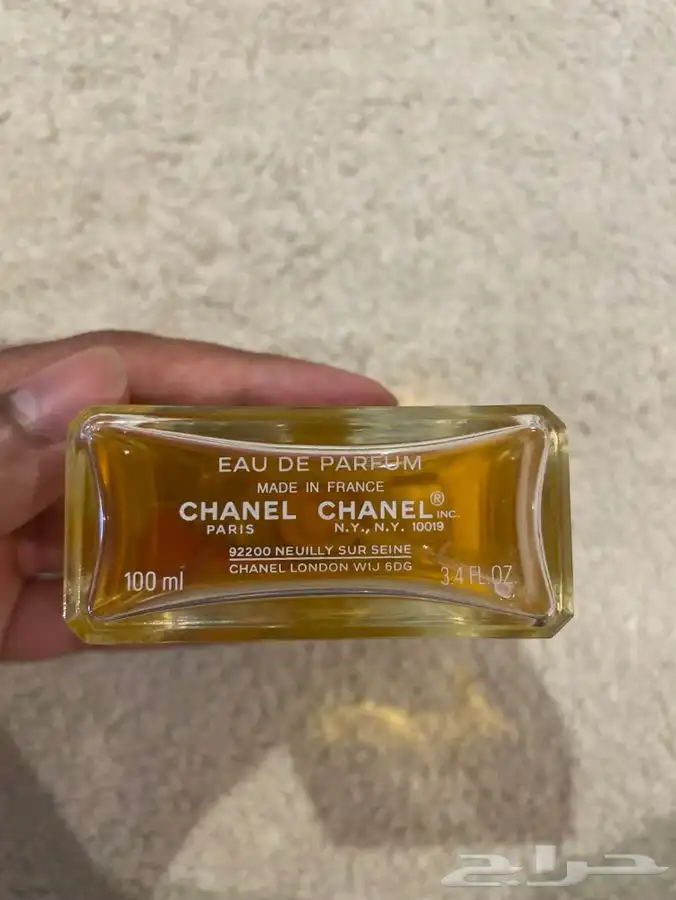 EAU DE PARFUM
MADE IN FRANCE
CHANEL CHANEL® INC.
PARIS N.Y., N.Y. 10019
92200 NEUILLY SUR SEINE
CHANEL LONDON W1J 6DG
100 ml 3.4 FL.OZ.
حراج